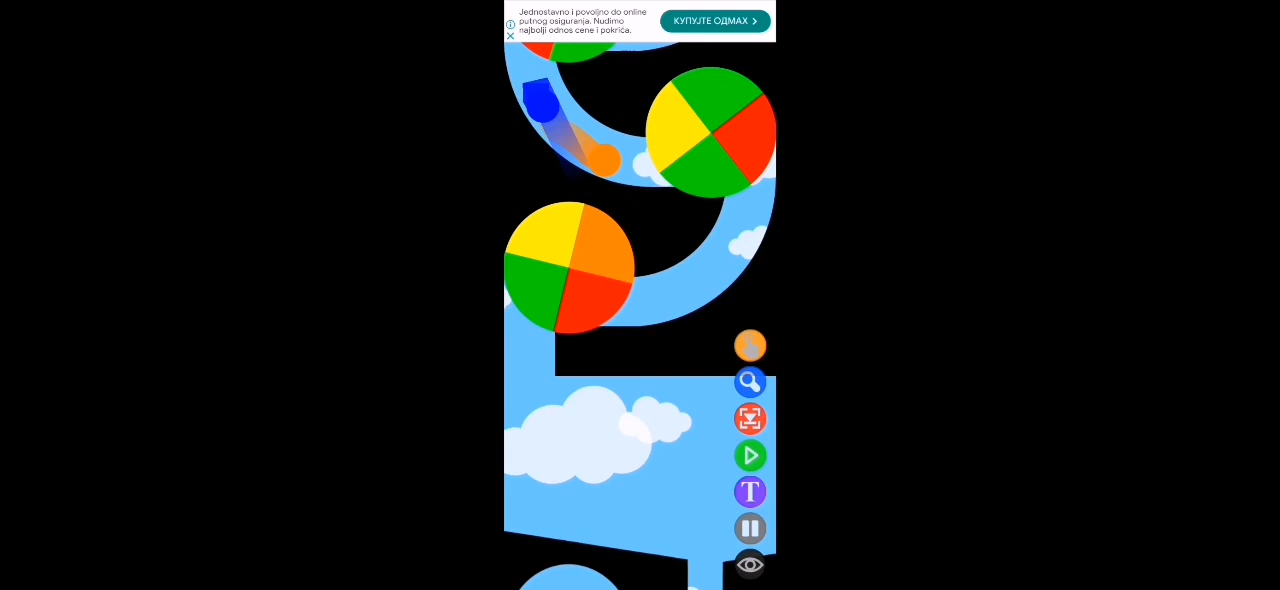 Jednostavno i povoljno do online
putnog osiguranja. Nudimo
najbolji odnos cene i pokrića.
КУПУЈТЕ ОДМАХ
T